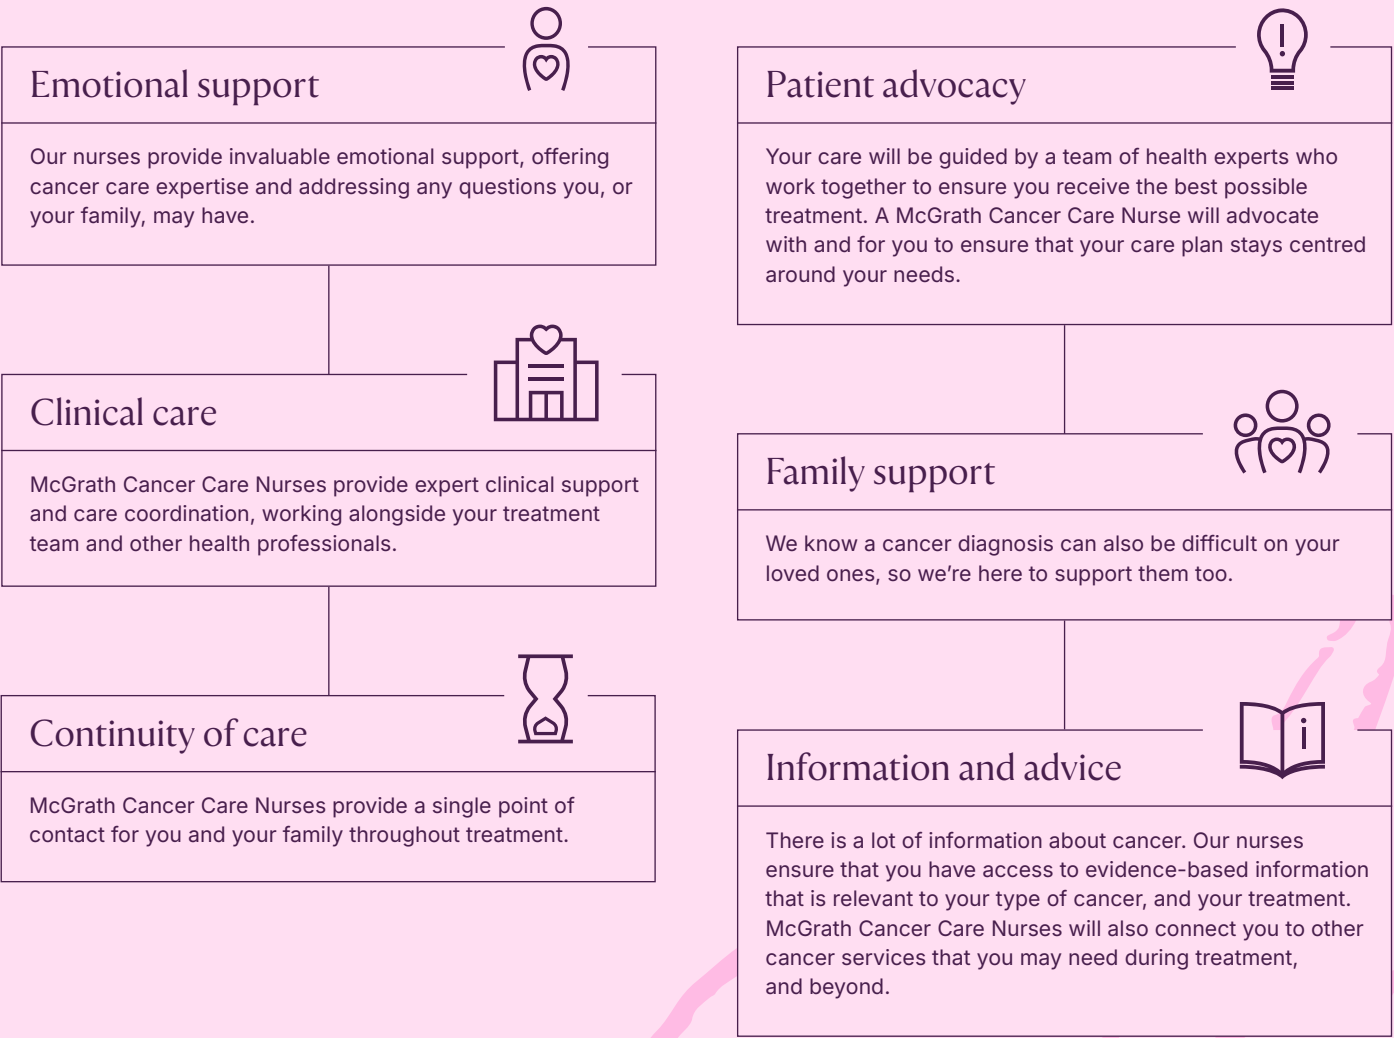 Emotional support
Our nurses provide invaluable emotional support, offering
cancer care expertise and addressing any questions you, or
your family, may have.
Clinical care
McGrath Cancer Care Nurses provide expert clinical support
and care coordination, working alongside your treatment
team and other health professionals.
Continuity of care
McGrath Cancer Care Nurses provide a single point of
contact for you and your family throughout treatment.
Patient advocacy
Your care will be guided by a team of health experts who
work together to ensure you receive the best possible
treatment. A McGrath Cancer Care Nurse will advocate
with and for you to ensure that your care plan stays centred
around your needs.
Family support
We know a cancer diagnosis can also be difficult on your
loved ones, so we’re here to support them too.
Information and advice
There is a lot of information about cancer. Our nurses
ensure that you have access to evidence-based information
that is relevant to your type of cancer, and your treatment.
McGrath Cancer Care Nurses will also connect you to other
cancer services that you may need during treatment,
and beyond.